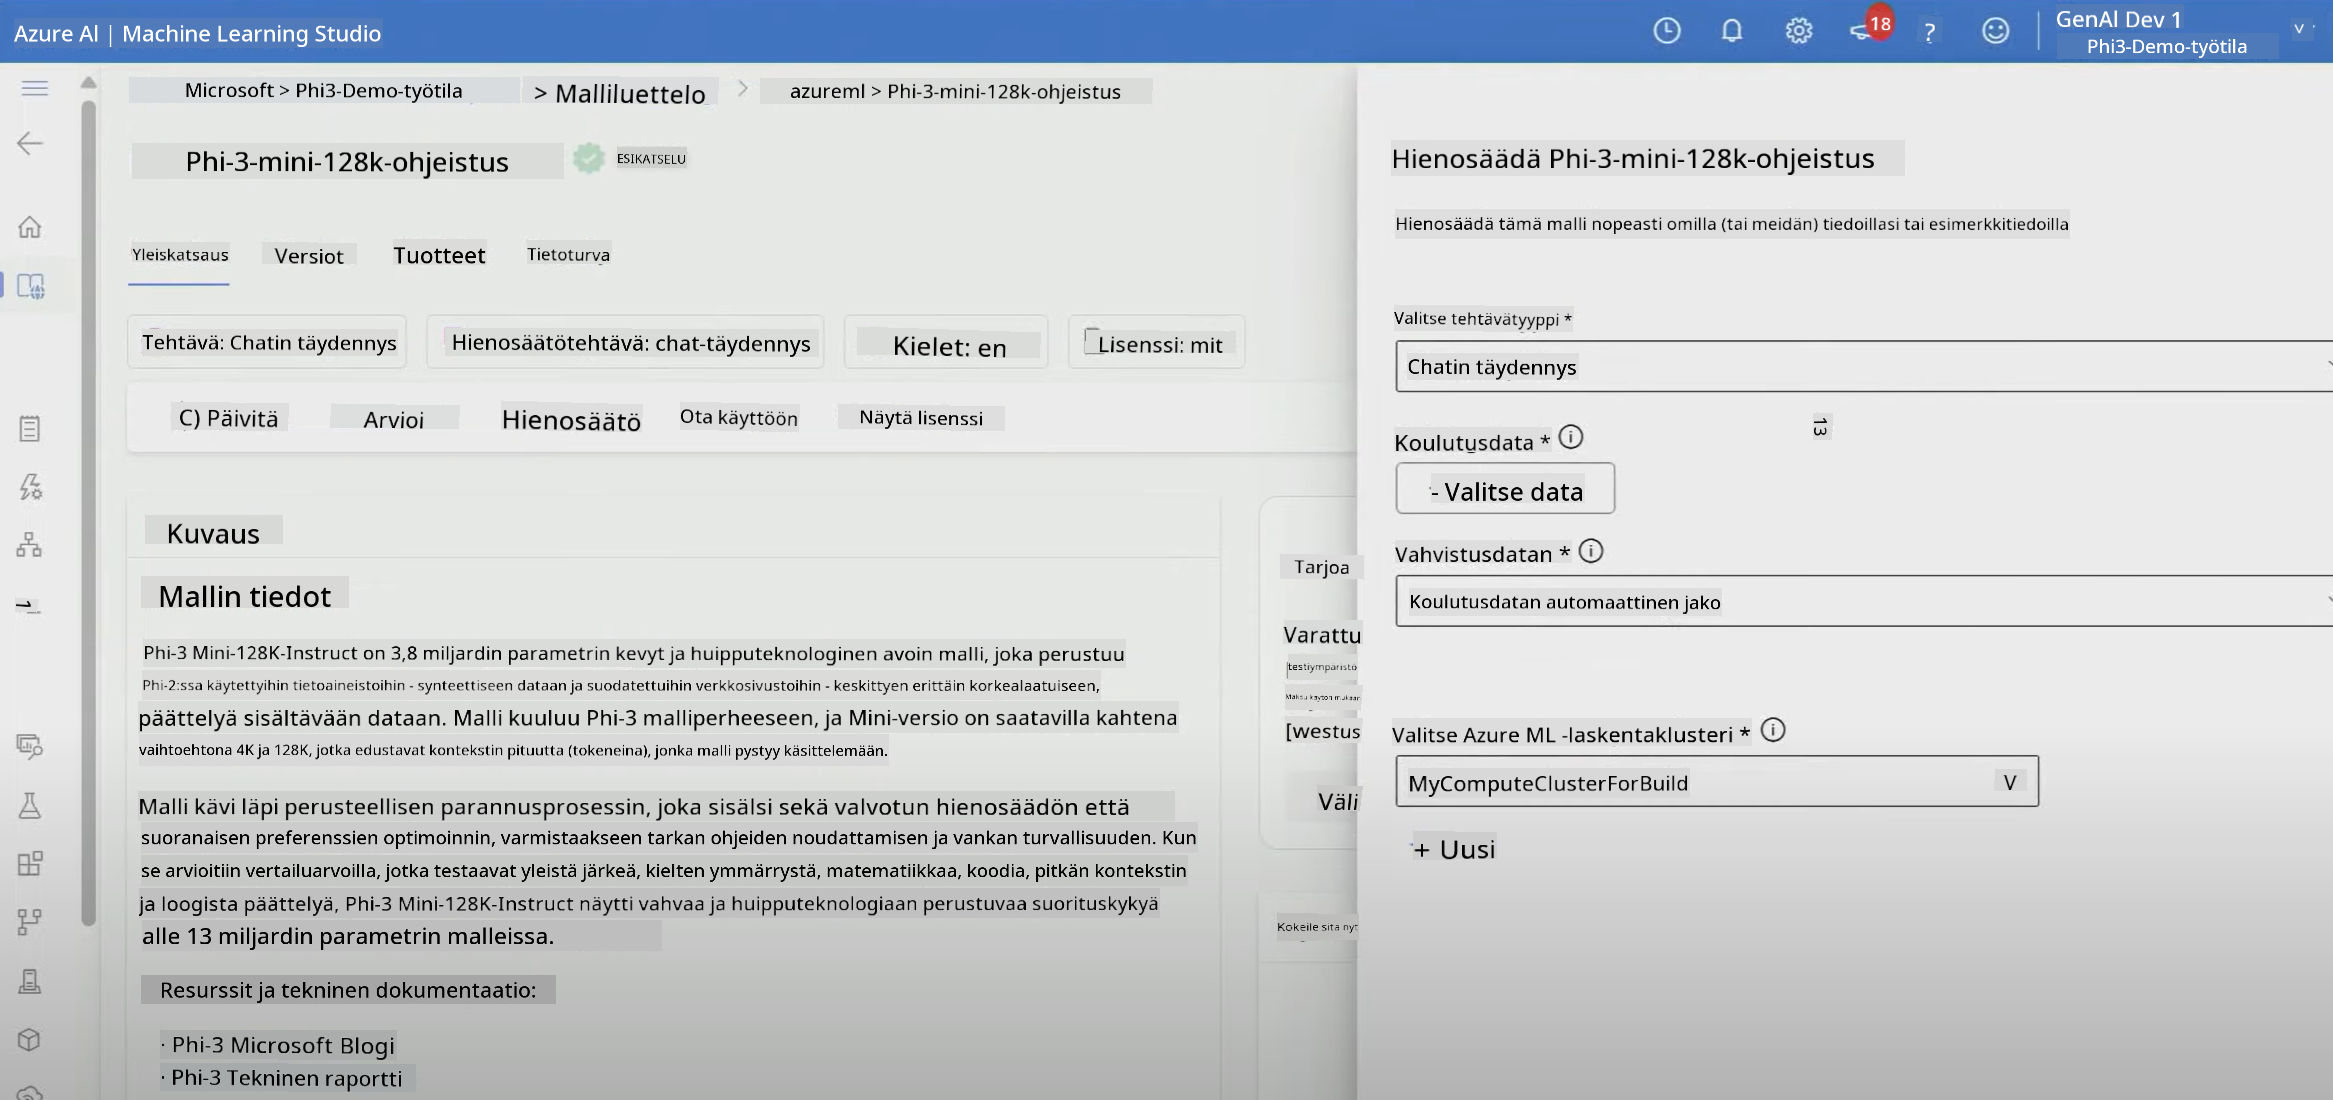 Azure AI | Machine Learning Studio
18
?
GenAI Dev 1
Phi3-Demo-työtila
Microsoft > Phi3-Demo-työtila > Malliluettelo > azureml > Phi-3-mini-128k-ohjeistus
Phi-3-mini-128k-ohjeistus ESIKATSELU
Yleiskatsaus Versiot Tuotteet Tietoturva
Tehtävä: Chatin täydennys Hienosäätötehtävä: chat-täydennys Kielet: en Lisenssi: mit
C) Päivitä Arvioi Hienosäätö Ota käyttöön Näytä lisenssi
Kuvaus
Mallin tiedot
Phi-3 Mini-128K-Instruct on 3,8 miljardin parametrin kevyt ja huipputeknologinen avoin malli, joka perustuu
Phi-2:ssa käytettyihin tietoaineistoihin - synteettiseen dataan ja suodatettuihin verkkosivustoihin - keskittyen erittäin korkealaatuiseen,
päättelyä sisältävään dataan. Malli kuuluu Phi-3 malliperheeseen, ja Mini-versio on saatavilla kahtena
vaihtoehtona 4K ja 128K, jotka edustavat kontekstin pituutta (tokeneina), jonka malli pystyy käsittelemään.
Malli kävi läpi perusteellisen parannusprosessin, joka sisälsi sekä valvotun hienosäädön että
suoranaisen preferenssien optimoinnin, varmistaakseen tarkan ohjeiden noudattamisen ja vankan turvallisuuden. Kun
se arvioitiin vertailuarvoilla, jotka testaavat yleistä järkeä, kielten ymmärrystä, matematiikkaa, koodia, pitkän kontekstin
ja loogista päättelyä, Phi-3 Mini-128K-Instruct näytti vahvaa ja huipputeknologiaan perustuvaa suorituskykyä
alle 13 miljardin parametrin malleissa.
Resurssit ja tekninen dokumentaatio:
· Phi-3 Microsoft Blogi
· Phi-3 Tekninen raportti
Tarjoa
Varattu
testiympäristö
Maksu käytön mukaan
[westus
Väli
Kokeile sitä nyt
Hienosäädä Phi-3-mini-128k-ohjeistus
Hienosäädä tämä malli nopeasti omilla (tai meidän) tiedoillasi tai esimerkkitiedoilla
Valitse tehtävätyyppi *
Chatin täydennys
13
Koulutusdata *
- Valitse data
Vahvistusdatan *
Koulutusdatan automaattinen jako
Valitse Azure ML -laskentaklusteri *
MyComputeClusterForBuild V
+ Uusi